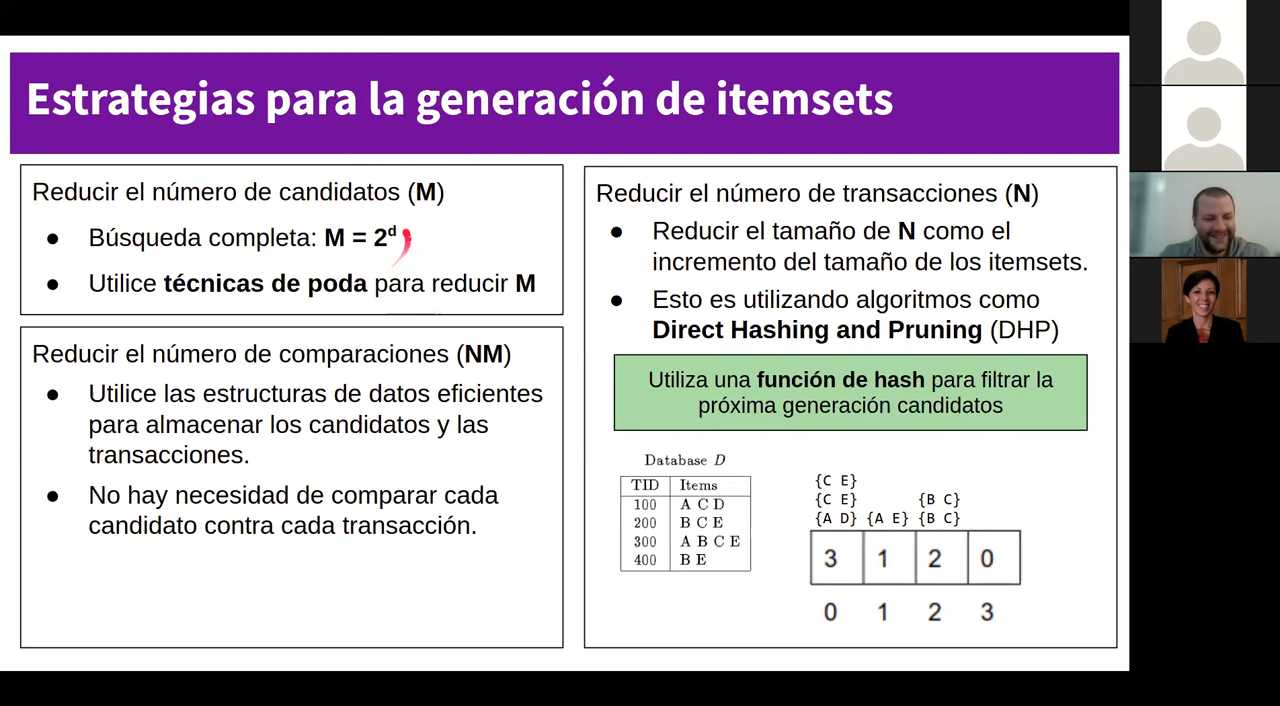 Estrategias para la generación de itemsets
Reducir el número de candidatos (M)
● Búsqueda completa: M = 2ᵈ
● Utilice técnicas de poda para reducir M
Reducir el número de comparaciones (NM)
● Utilice las estructuras de datos eficientes
para almacenar los candidatos y las
transacciones.
● No hay necesidad de comparar cada
candidato contra cada transacción.
Reducir el número de transacciones (N)
● Reducir el tamaño de N como el
incremento del tamaño de los itemsets.
● Esto es utilizando algoritmos como
Direct Hashing and Pruning (DHP)
Utiliza una función de hash para filtrar la
próxima generación candidatos
Database D
TID Items
100 A C D
200 B C E
300 A B C E
400 B E
{C E}
{C E} {B C}
{A D} {A E} {B C}
3 1 2 0
0 1 2 3